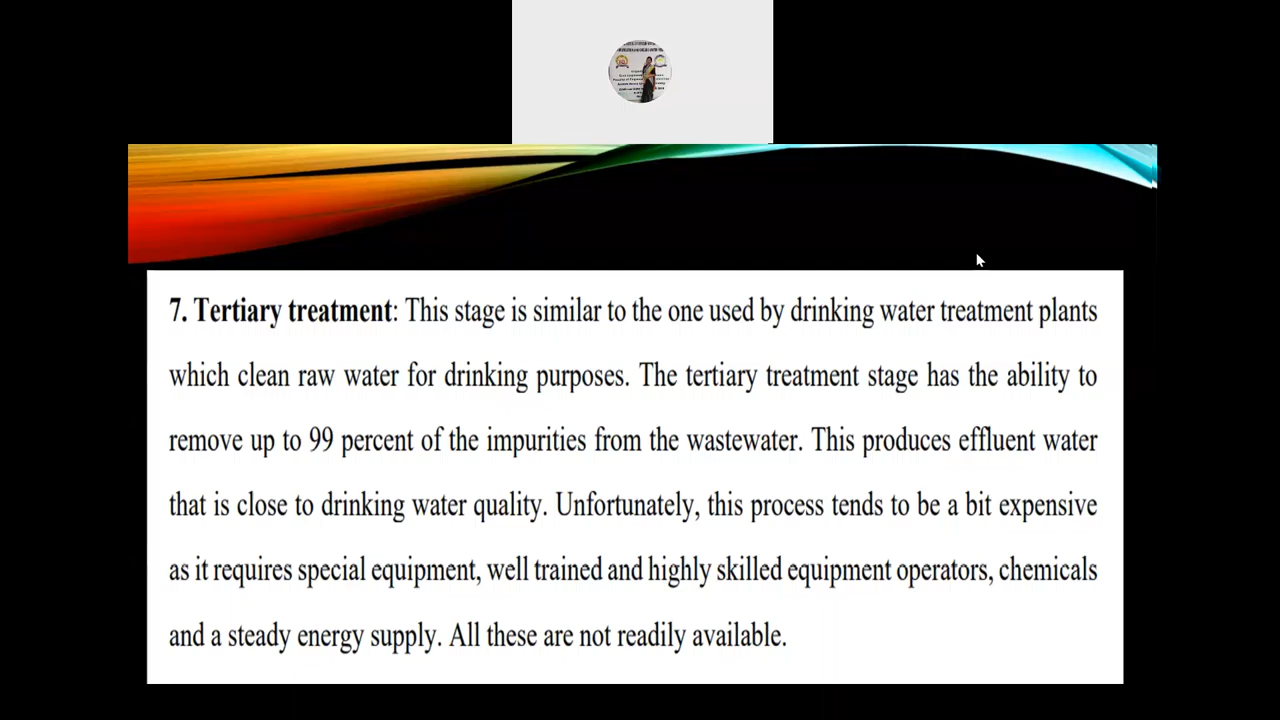 7. Tertiary treatment: This stage is similar to the one used by drinking water treatment plants
which clean raw water for drinking purposes. The tertiary treatment stage has the ability to
remove up to 99 percent of the impurities from the wastewater. This produces effluent water
that is close to drinking water quality. Unfortunately, this process tends to be a bit expensive
as it requires special equipment, well trained and highly skilled equipment operators, chemicals
and a steady energy supply. All these are not readily available.